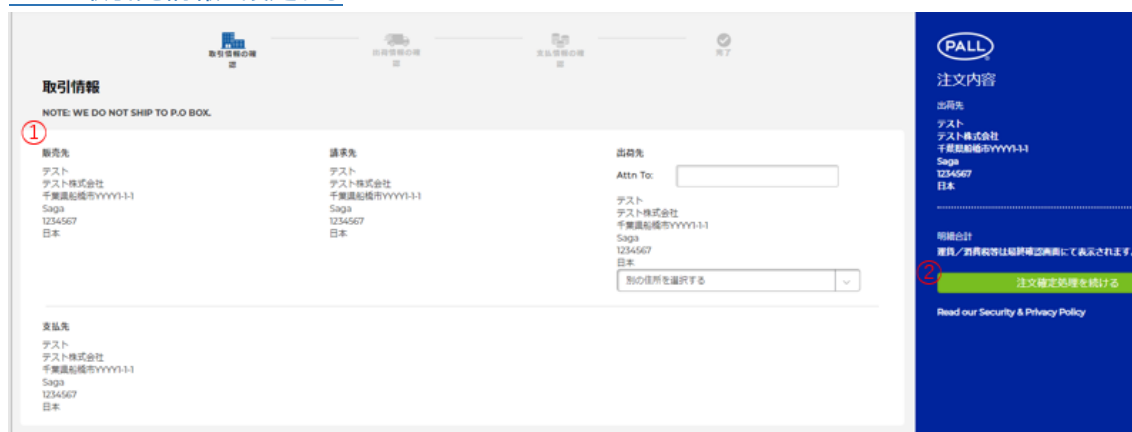 取引情報の確
認
出荷情報の確
認
支払情報の確
認
完了
取引情報
NOTE: WE DO NOT SHIP TO P.O BOX.
①
販売先
テスト
テスト株式会社
千葉県船橋市YYYY1-1-1
Saga
1234567
日本
請求先
テスト
テスト株式会社
千葉県船橋市YYYY1-1-1
Saga
1234567
日本
出荷先
Attn To:
テスト
テスト株式会社
千葉県船橋市YYYY1-1-1
Saga
1234567
日本
別の住所を選択する
支払先
テスト
テスト株式会社
千葉県船橋市YYYY1-1-1
Saga
1234567
日本
PALL
注文内容
出荷先
テスト
テスト株式会社
千葉県船橋市YYYY1-1-1
Saga
1234567
日本
明細合計
運賃/消費税等は最終確認画面にて表示されます。
②
注文確定処理を続ける
Read our Security & Privacy Policy